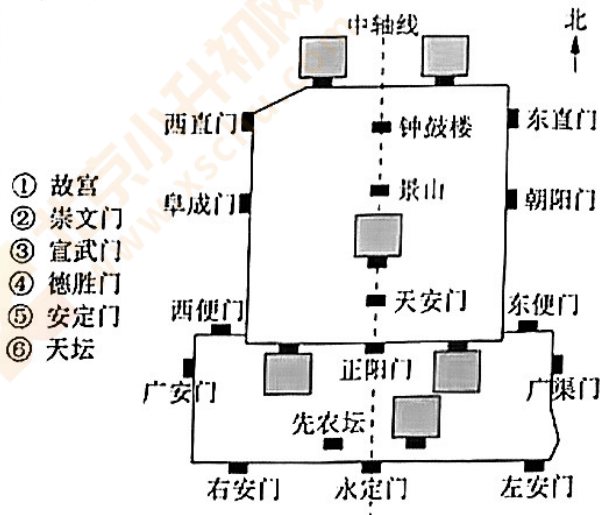 中轴线
北
西直门
钟鼓楼
东直门
① 故宫
② 崇文门
③ 宣武门
④ 德胜门
⑤ 安定门
⑥ 天坛
阜成门
景山
朝阳门
西便门
天安门
东便门
广安门
正阳门
广渠门
先农坛
右安门
永定门
左安门